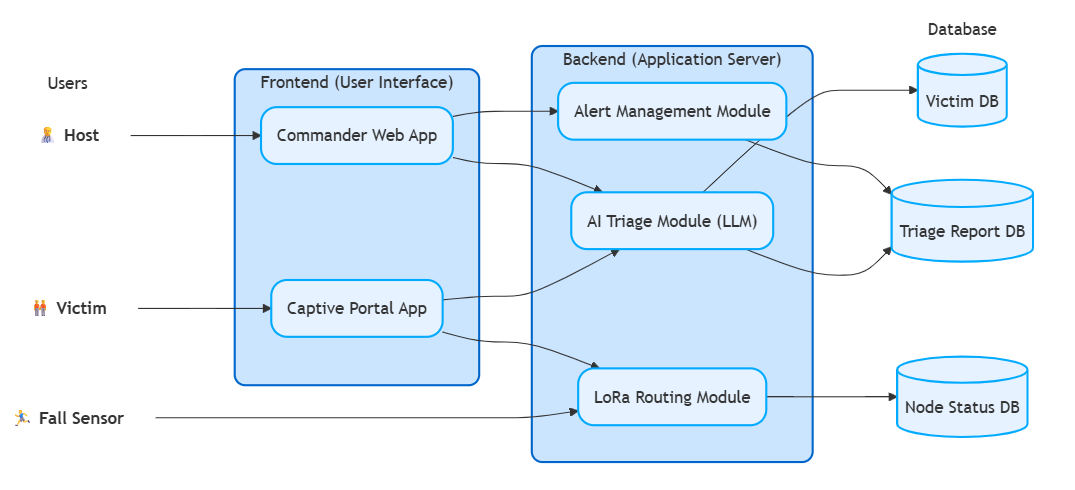 Users
Host
Victim
Fall Sensor
Frontend (User Interface)
Commander Web App
Captive Portal App
Backend (Application Server)
Alert Management Module
AI Triage Module (LLM)
LoRa Routing Module
Database
Victim DB
Triage Report DB
Node Status DB